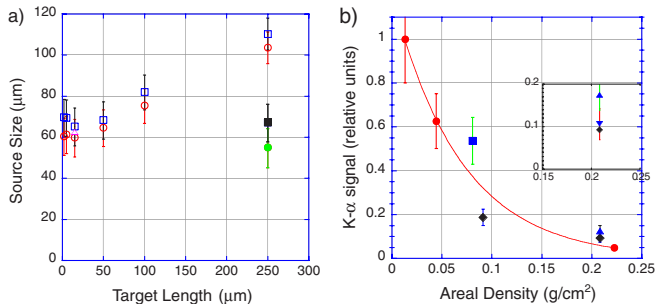 a)
120
100
80
60
40
20
0
Source Size (μm)
0 50 100 150 200 250 300
Target Length (μm)
b)
1
0.8
0.6
0.4
0.2
0
K-α signal (relative units)
0 0.05 0.1 0.15 0.2 0.25
Areal Density (g/cm²)
0.2
0.1
0
0.15 0.2 0.25